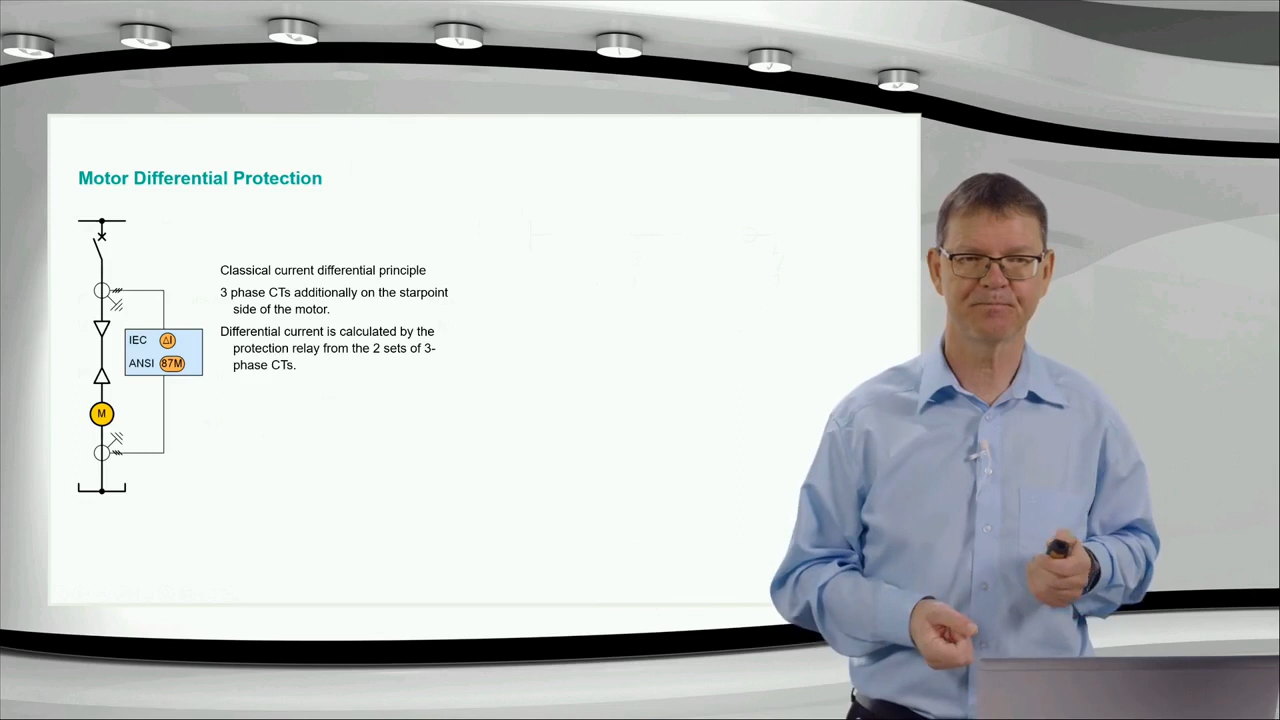 Motor Differential Protection
Classical current differential principle
3 phase CTs additionally on the starpoint
side of the motor.
Differential current is calculated by the
protection relay from the 2 sets of 3-
phase CTs.
IEC ΔI
ANSI 87M
M